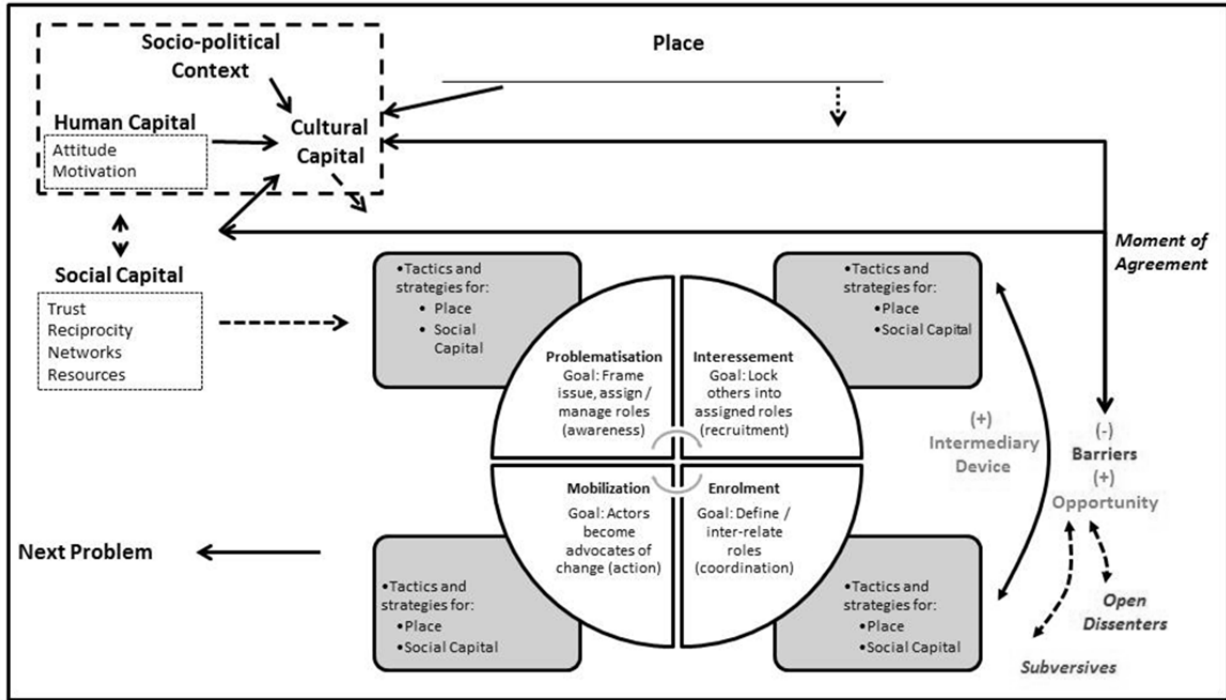 Socio-political
Context
Place
Human Capital
Attitude
Motivation
Cultural
Capital
Moment of
Agreement
Social Capital
Trust
Reciprocity
Networks
Resources
•Tactics and
strategies for:
• Place
• Social
Capital
•Tactics and
strategies for:
•Place
•Social Capital
Problematisation
Goal: Frame
issue, assign /
manage roles
(awareness)
Interessement
Goal: Lock
others into
assigned roles
(recruitment)
(+)
Intermediary
Device
(-)
Barriers
(+)
Opportunity
Mobilization
Goal: Actors
become
advocates of
change (action)
Enrolment
Goal: Define /
inter-relate
roles
(coordination)
Next Problem
•Tactics and
strategies for:
•Place
•Social Capital
•Tactics and
strategies for:
•Place
•Social Capital
Open
Dissenters
Subversives